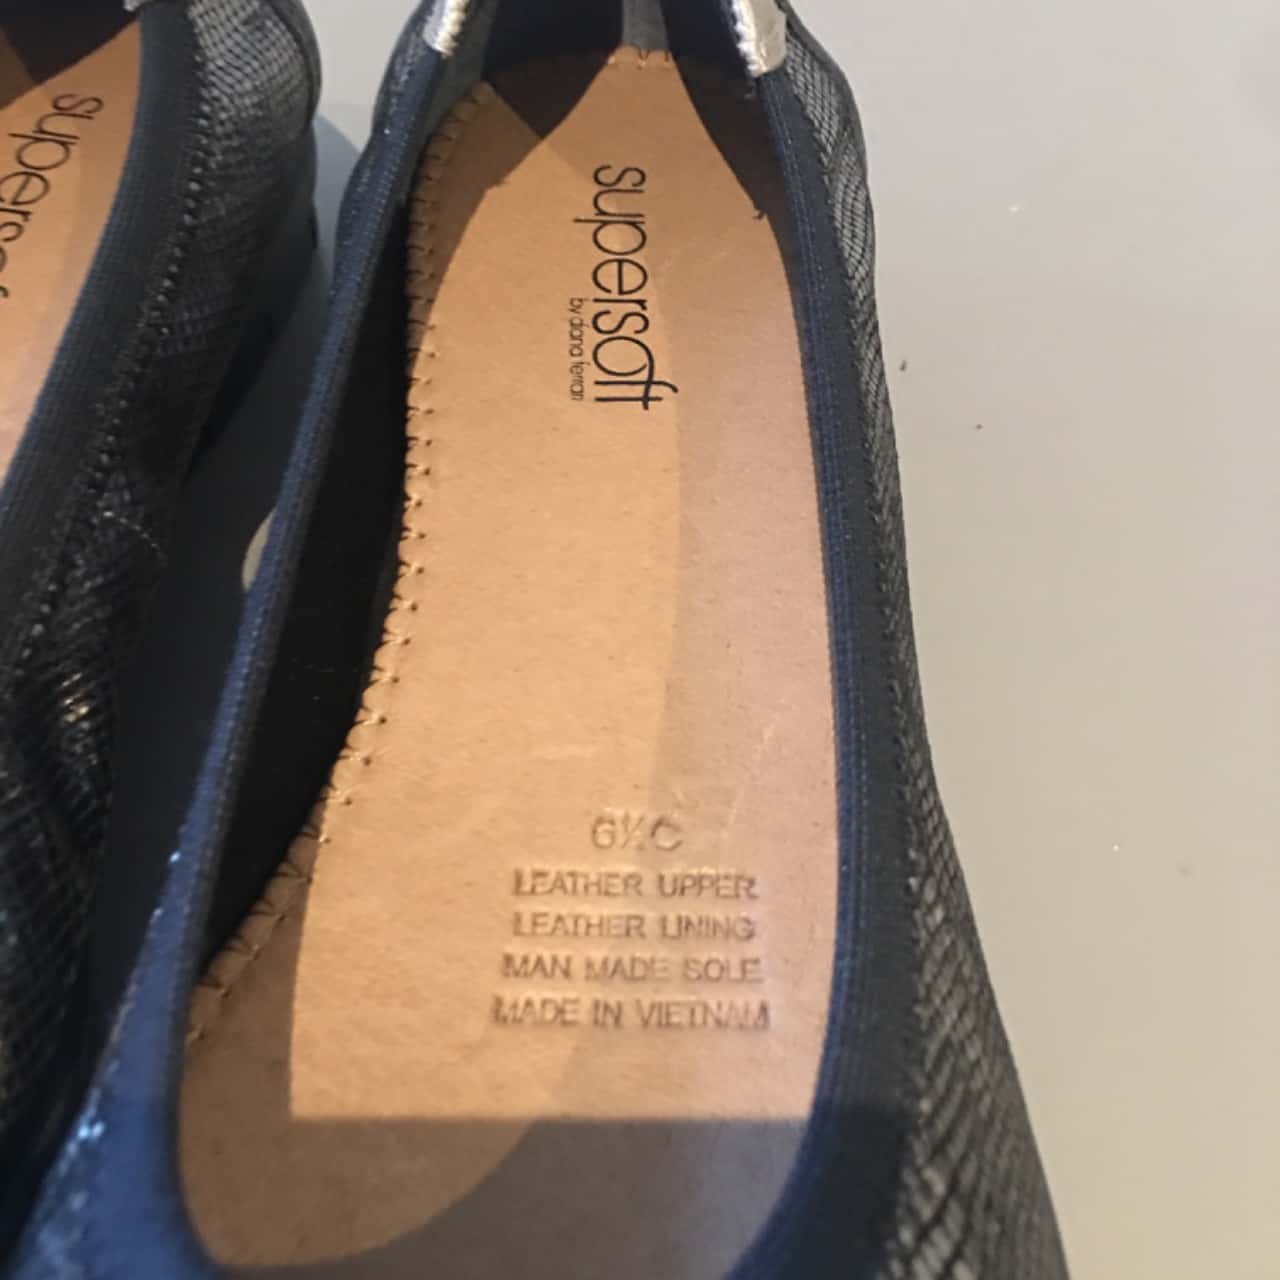 supersoft
by diana ferrari
6½C
LEATHER UPPER
LEATHER LINING
MAN MADE SOLE
MADE IN VIETNAM
supersof